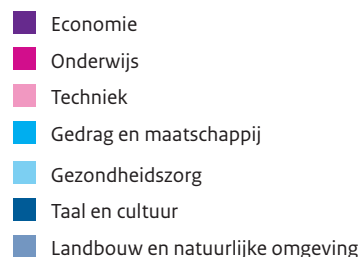 Economie
Onderwijs
Techniek
Gedrag en maatschappij
Gezondheidszorg
Taal en cultuur
Landbouw en natuurlijke omgeving